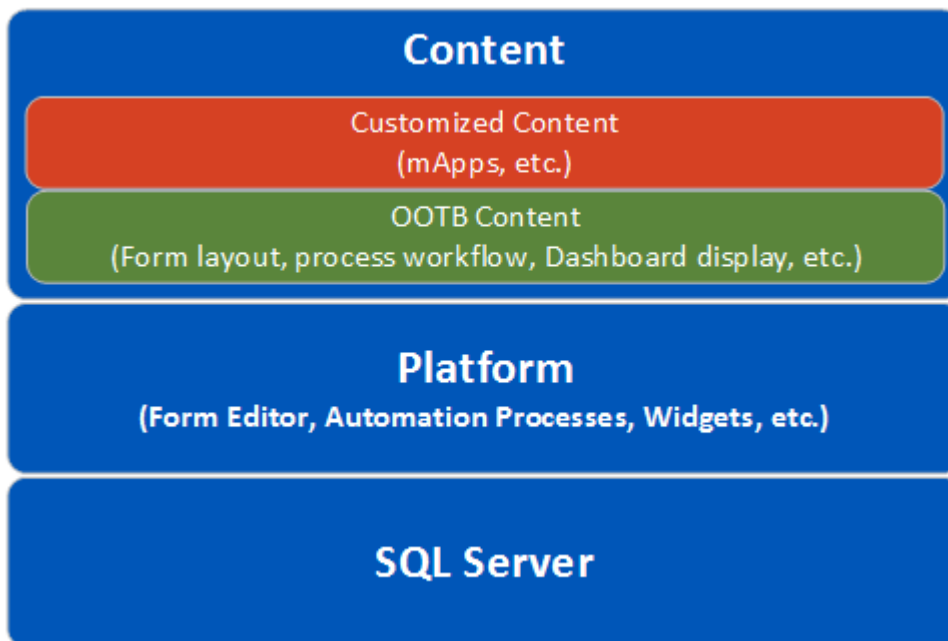 Content
Customized Content
(mApps, etc.)
OOTB Content
(Form layout, process workflow, Dashboard display, etc.)
Platform
(Form Editor, Automation Processes, Widgets, etc.)
SQL Server